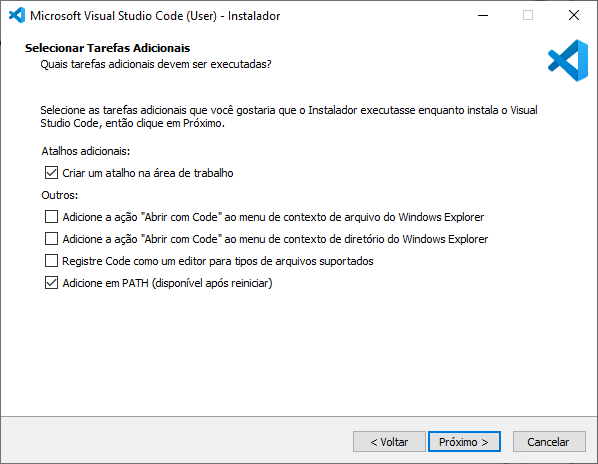 Microsoft Visual Studio Code (User) - Instalador
Selecionar Tarefas Adicionais
Quais tarefas adicionais devem ser executadas?
Selecione as tarefas adicionais que você gostaria que o Instalador executasse enquanto instala o Visual
Studio Code, então clique em Próximo.
Atalhos adicionais:
Criar um atalho na área de trabalho
Outros:
Adicione a ação "Abrir com Code" ao menu de contexto de arquivo do Windows Explorer
Adicione a ação "Abrir com Code" ao menu de contexto de diretório do Windows Explorer
Registre Code como um editor para tipos de arquivos suportados
Adicione em PATH (disponível após reiniciar)
< Voltar
Próximo >
Cancelar